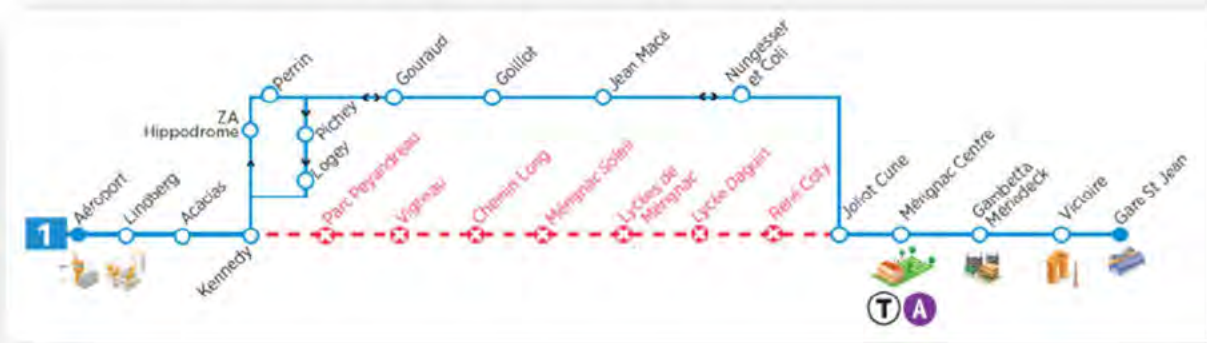 1
Aéroport
Lindberg
Acacias
Kennedy
ZA
Hippodrome
Perrin
Pichey
Logey
Gouraud
Goillot
Jean Macé
Nungesser
et Coli
Parc Peyandreau
Vigneau
Chemin Long
Mérignac Soleil
Lycées de
Mérignac
Lycée Daguin
René Coty
Joliot Curie
Mérignac Centre
Gambetta
Mériadeck
Victoire
Gare St Jean
T
A